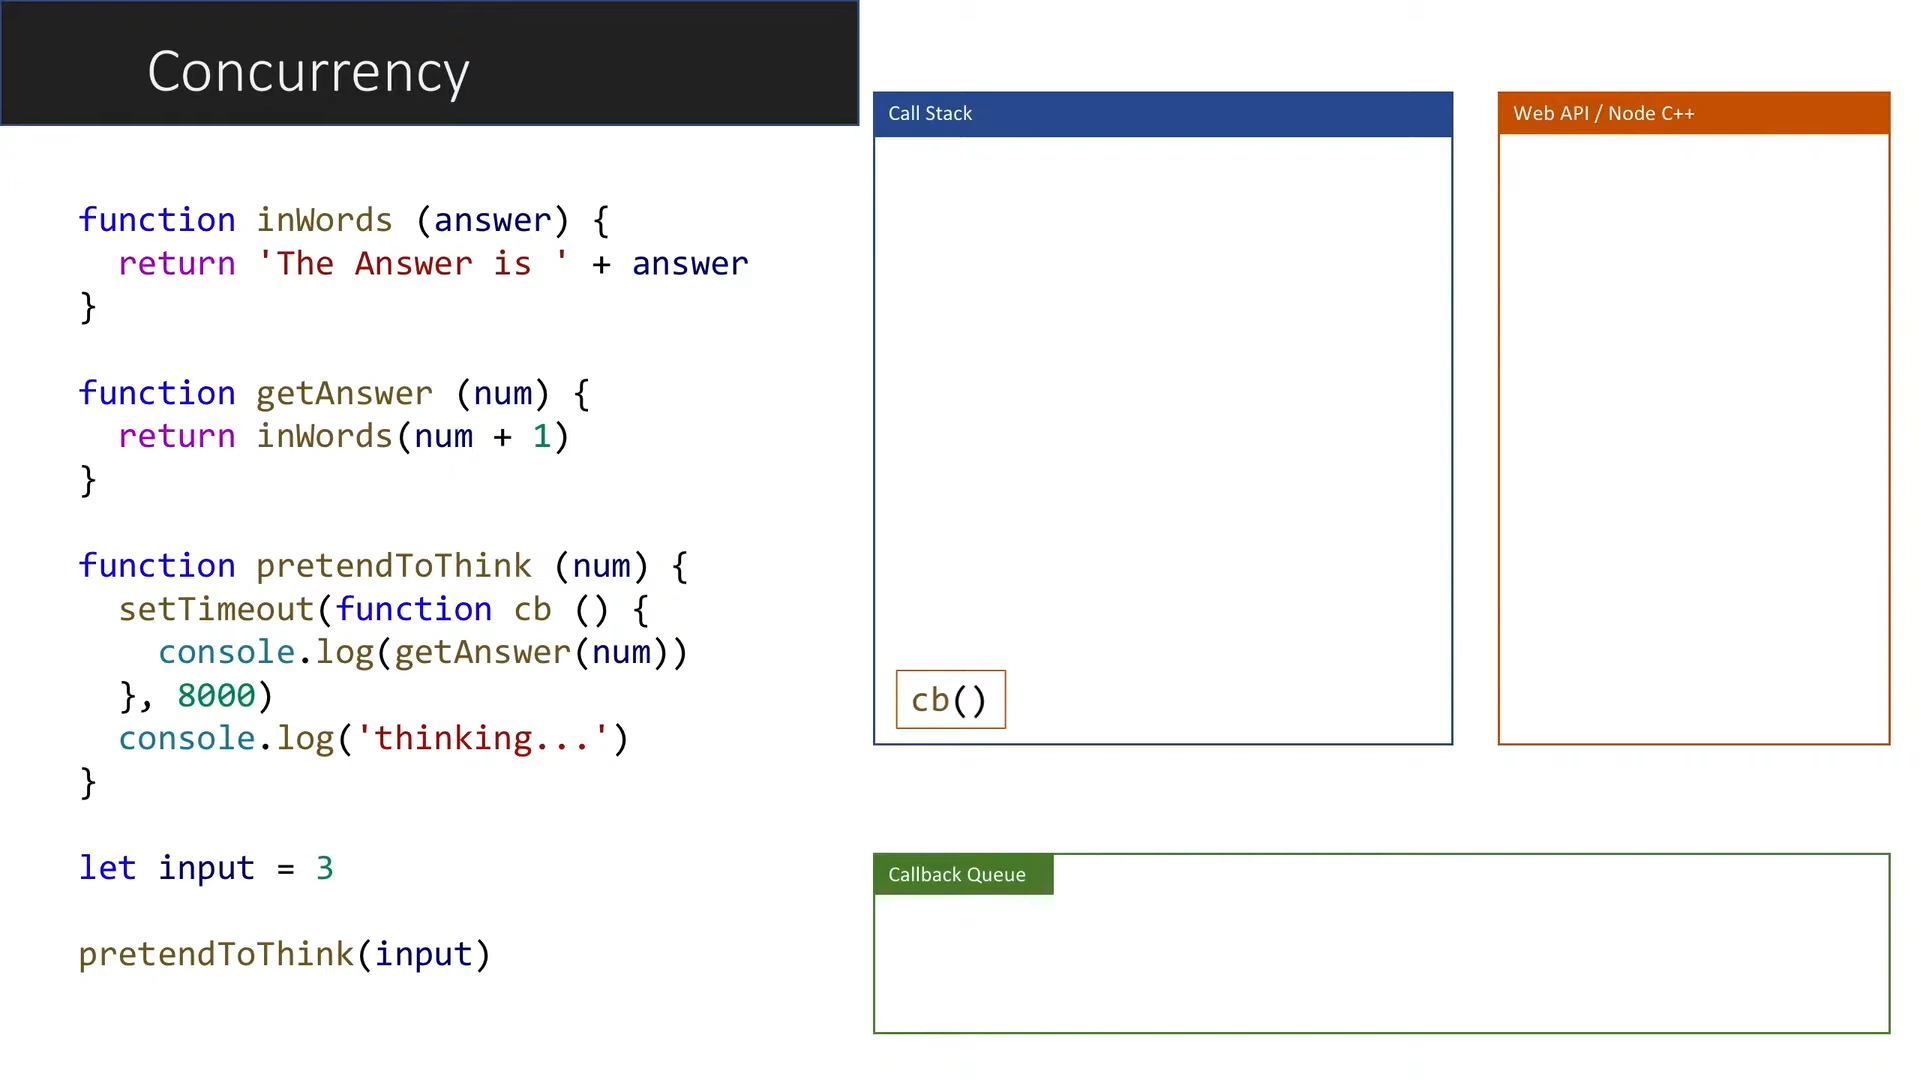 Concurrency
function inWords (answer) {
  return 'The Answer is ' + answer
}
function getAnswer (num) {
  return inWords(num + 1)
}
function pretendToThink (num) {
  setTimeout(function cb () {
    console.log(getAnswer(num))
  }, 8000)
  console.log('thinking...')
}
let input = 3
pretendToThink(input)
Call Stack
cb()
Web API / Node C++
Callback Queue